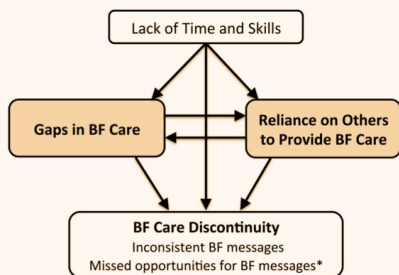 Lack of Time and Skills
Gaps in BF Care
Reliance on Others
to Provide BF Care
BF Care Discontinuity
Inconsistent BF messages
Missed opportunities for BF messages*